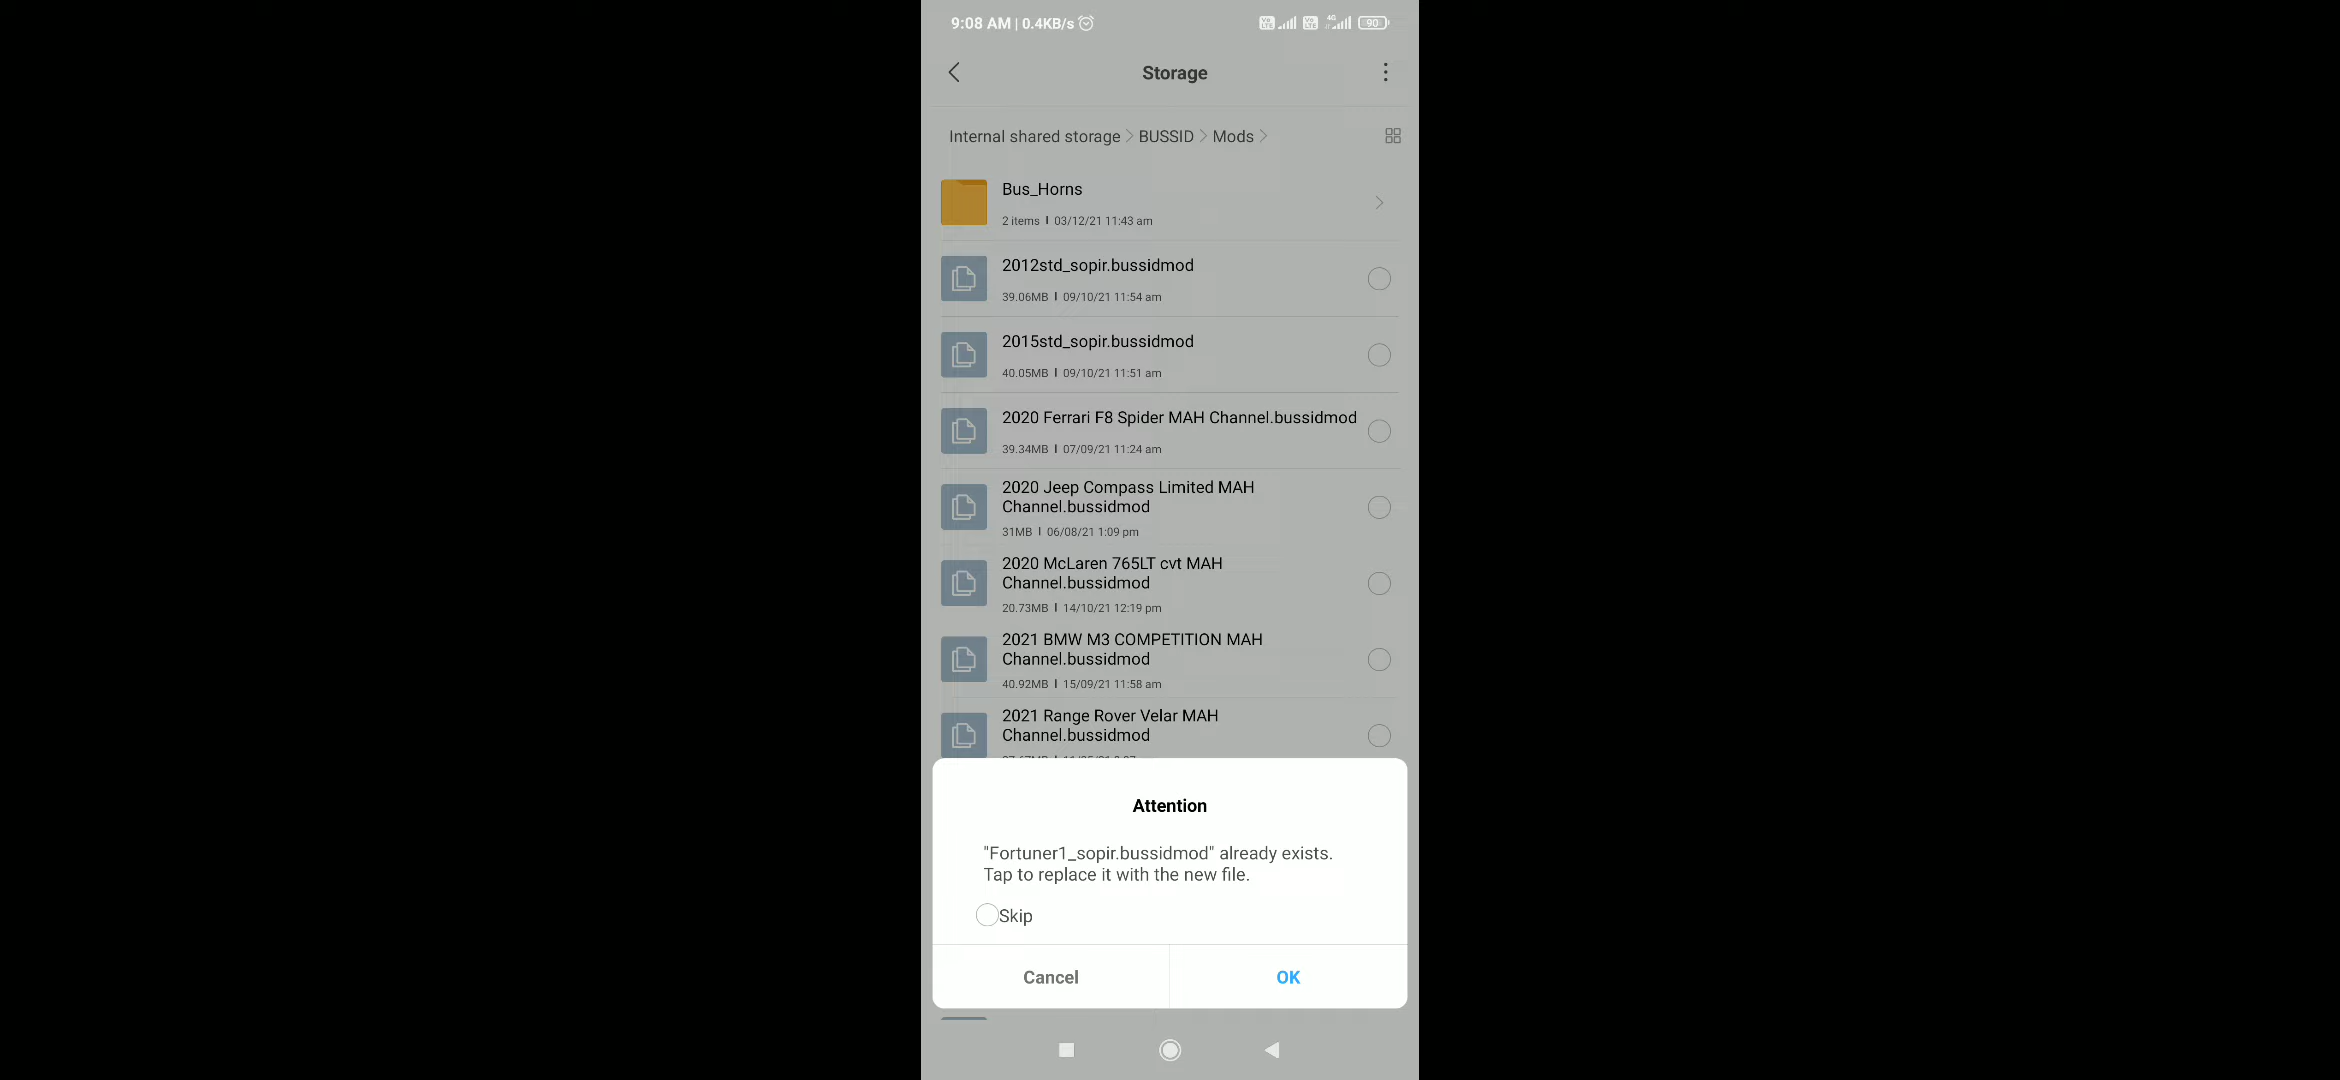 9:08 AM | 0.4KB/s
4G
90
Storage
Internal shared storage > BUSSID > Mods >
Bus_Horns
2 items | 03/12/21 11:43 am
2012std_sopir.bussidmod
39.06MB | 09/10/21 11:54 am
2015std_sopir.bussidmod
40.05MB | 09/10/21 11:51 am
2020 Ferrari F8 Spider MAH Channel.bussidmod
39.34MB | 07/09/21 11:24 am
2020 Jeep Compass Limited MAH
Channel.bussidmod
31MB | 06/08/21 1:09 pm
2020 McLaren 765LT cvt MAH
Channel.bussidmod
20.73MB | 14/10/21 12:19 pm
2021 BMW M3 COMPETITION MAH
Channel.bussidmod
40.92MB | 15/09/21 11:58 am
2021 Range Rover Velar MAH
Channel.bussidmod
Attention
"Fortuner1_sopir.bussidmod" already exists.
Tap to replace it with the new file.
Skip
Cancel
OK